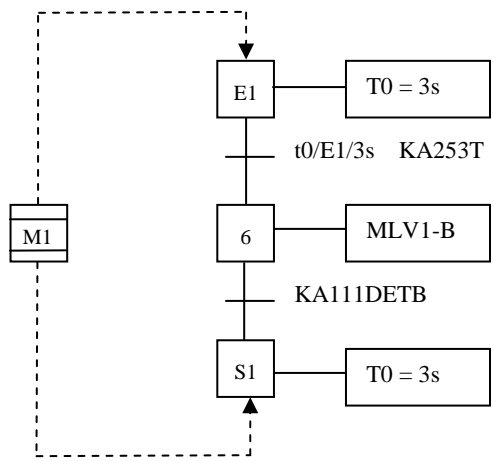 E1
T0 = 3s
t0/E1/3s KA253T
M1
6
MLV1-B
KA111DETB
S1
T0 = 3s